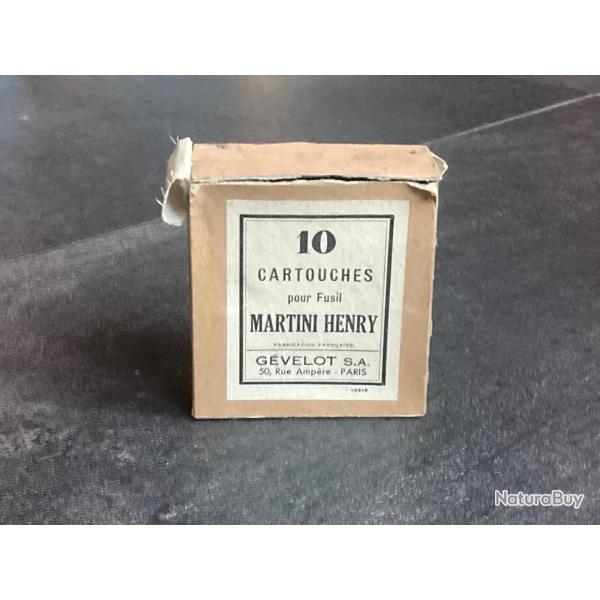 10
CARTOUCHES
pour Fusil
MARTINI HENRY
FABRICATION FRANÇAISE
GÉVELOT S.A.
50, Rue Ampère - PARIS
NaturaBuy